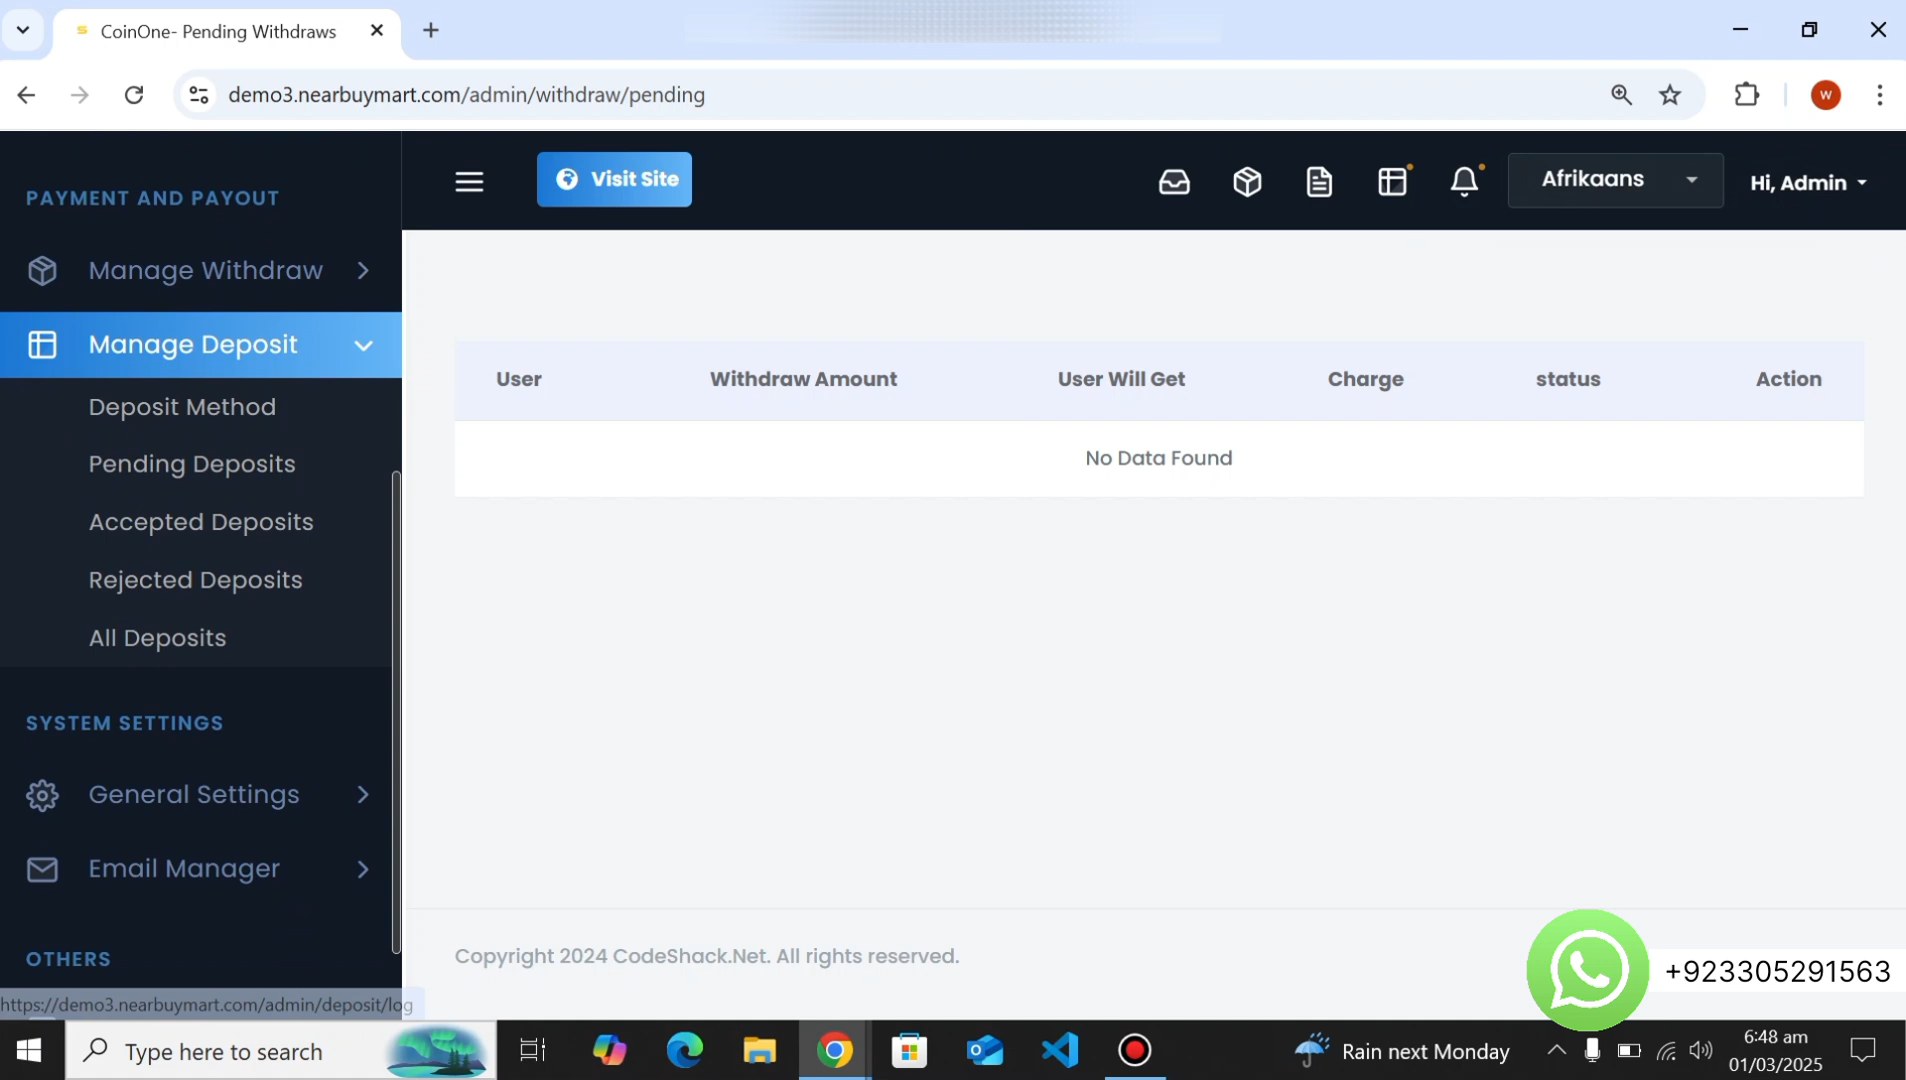 CoinOne- Pending Withdraws
demo3.nearbuymart.com/admin/withdraw/pending
W
PAYMENT AND PAYOUT
Manage Withdraw
Manage Deposit
Deposit Method
Pending Deposits
Accepted Deposits
Rejected Deposits
All Deposits
SYSTEM SETTINGS
General Settings
Email Manager
OTHERS
https://demo3.nearbuymart.com/admin/deposit/log
Visit Site
Afrikaans
Hi, Admin
User Withdraw Amount User Will Get Charge status Action
No Data Found
Copyright 2024 CodeShack.Net. All rights reserved.
+923305291563
Type here to search
Rain next Monday
6:48 am
01/03/2025